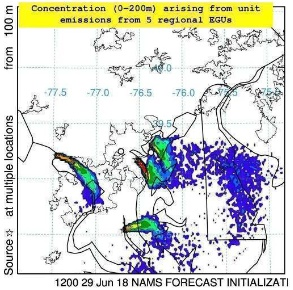 Concentration (0-200m) arising from unit
emissions from 5 regional EGUs
Source at multiple locations from 100 m
-77.5 -77.0 -76.5 -76.0 -75.5
1200 29 Jun 18 NAMS FORECAST INITIALIZATI